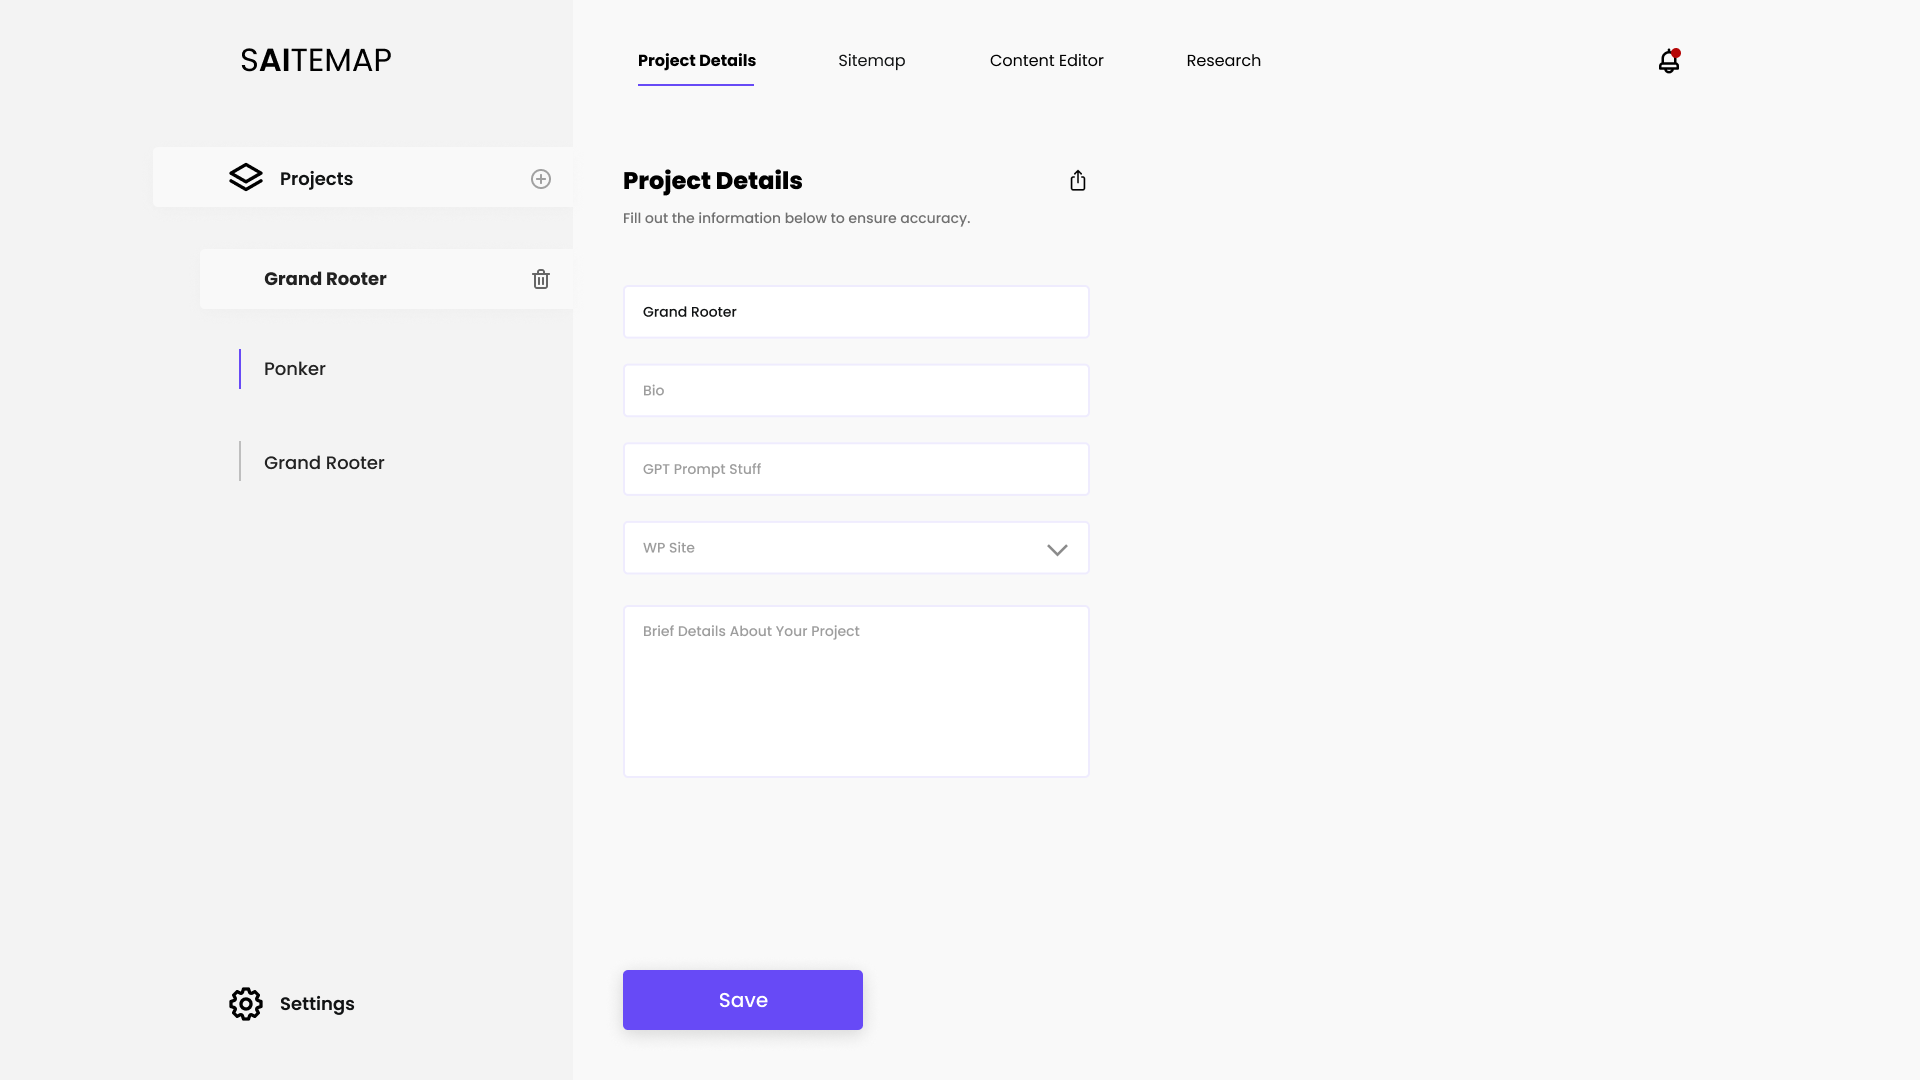 SAITEMAP
Projects
Grand Rooter
Ponker
Grand Rooter
Settings
Project Details
Sitemap
Content Editor
Research
Project Details
Fill out the information below to ensure accuracy.
Grand Rooter
Bio
GPT Prompt Stuff
WP Site
Brief Details About Your Project
Save